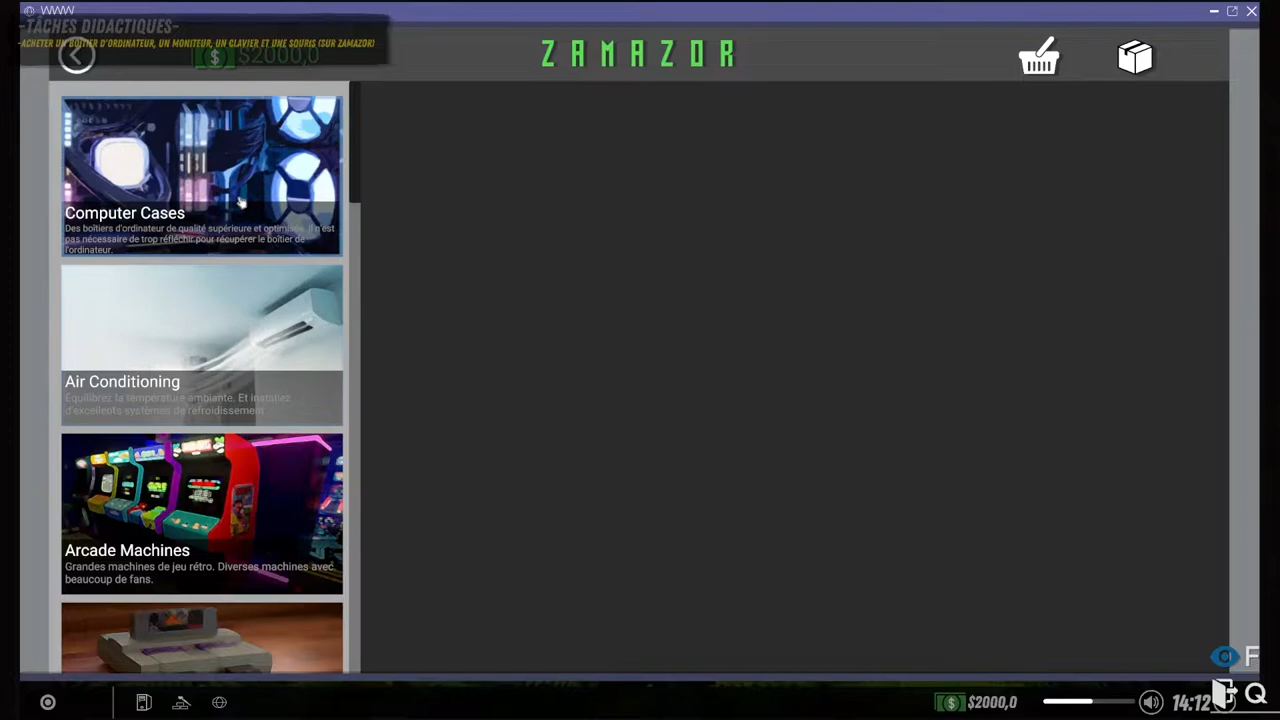 WWW
-TÂCHES DIDACTIQUES-
-ACHETER UN BOÎTIER D'ORDINATEUR, UN MONITEUR, UN CLAVIER ET UNE SOURIS (SUR ZAMAZOR)
$2000,0
ZAMAZOR
Computer Cases
Des boîtiers d'ordinateur de qualité supérieure et optimisée. Il n'est
pas nécessaire de trop réfléchir pour récupérer le boîtier de
l'ordinateur.
Air Conditioning
Équilibrez la température ambiante. Et installez
d'excellents systèmes de refroidissement
Arcade Machines
Grandes machines de jeu rétro. Diverses machines avec
beaucoup de fans.
F
$2000,0
14:12
Q